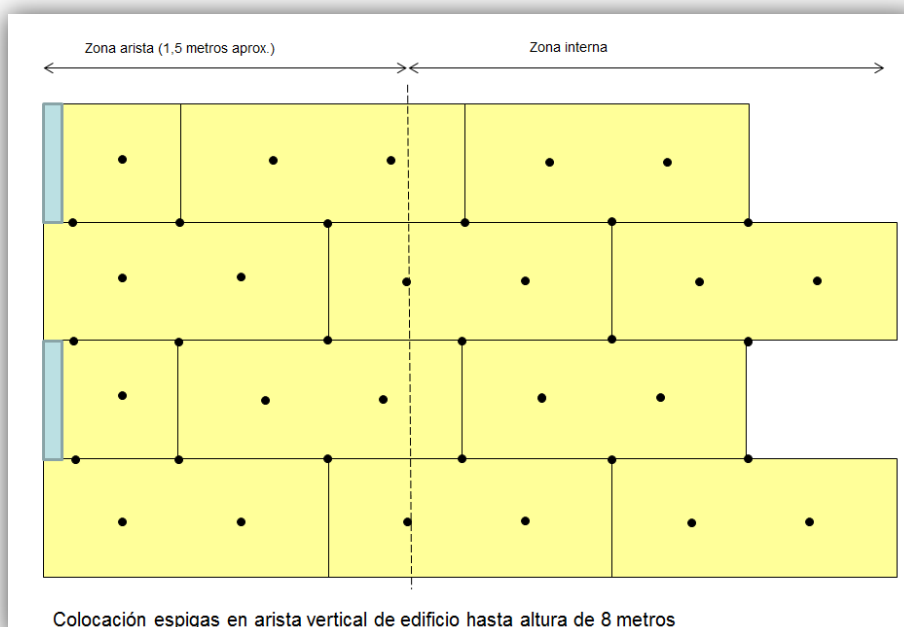 Zona arista (1,5 metros aprox.)
Zona interna
Colocación espigas en arista vertical de edificio hasta altura de 8 metros